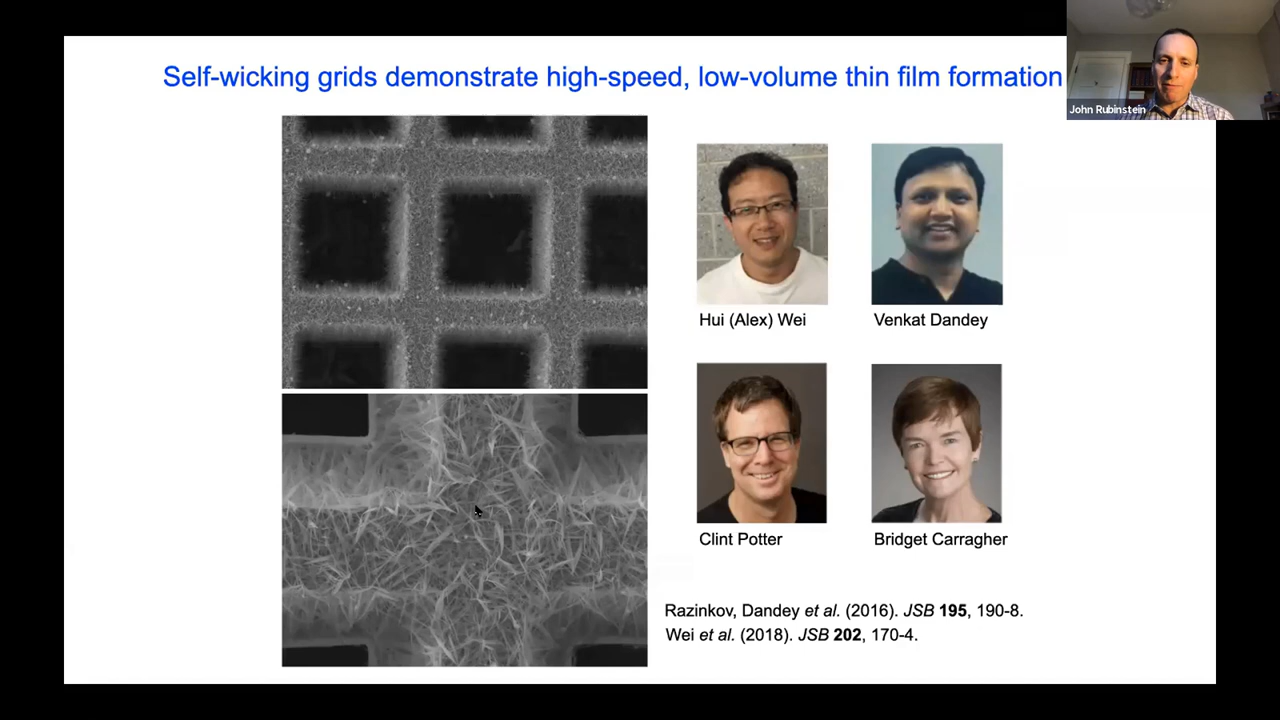 Self-wicking grids demonstrate high-speed, low-volume thin film formation
John Rubinstein
Hui (Alex) Wei
Venkat Dandey
Clint Potter
Bridget Carragher
Razinkov, Dandey et al. (2016). JSB 195, 190-8.
Wei et al. (2018). JSB 202, 170-4.